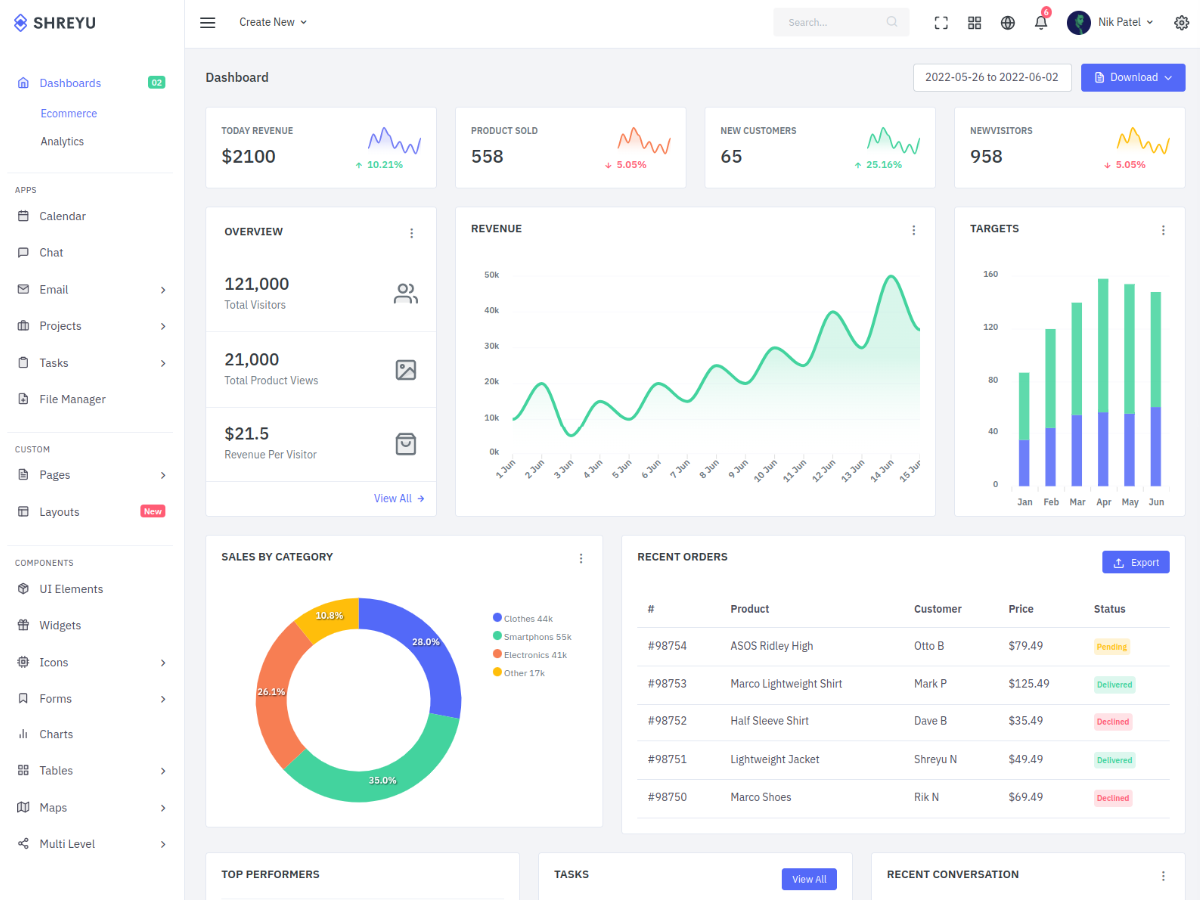 SHREYU
Create New
Search...
6
Nik Patel
Dashboards
02
Ecommerce
Analytics
APPS
Calendar
Chat
Email
Projects
Tasks
File Manager
CUSTOM
Pages
Layouts
New
COMPONENTS
UI Elements
Widgets
Icons
Forms
Charts
Tables
Maps
Multi Level
Dashboard
2022-05-26 to 2022-06-02
Download
TODAY REVENUE
$2100
10.21%
PRODUCT SOLD
558
5.05%
NEW CUSTOMERS
65
25.16%
NEWVISITORS
958
5.05%
OVERVIEW
121,000
Total Visitors
21,000
Total Product Views
$21.5
Revenue Per Visitor
View All
REVENUE
50k
40k
30k
20k
10k
0k
1 Jun
2 Jun
3 Jun
4 Jun
5 Jun
6 Jun
7 Jun
8 Jun
9 Jun
10 Jun
11 Jun
12 Jun
13 Jun
14 Jun
15 Jun
TARGETS
160
120
80
40
0
Jan Feb Mar Apr May Jun
SALES BY CATEGORY
10.8%
28.0%
26.1%
35.0%
Clothes 44k
Smartphons 55k
Electronics 41k
Other 17k
RECENT ORDERS
Export
# Product Customer Price Status
#98754 ASOS Ridley High Otto B $79.49 Pending
#98753 Marco Lightweight Shirt Mark P $125.49 Delivered
#98752 Half Sleeve Shirt Dave B $35.49 Declined
#98751 Lightweight Jacket Shreyu N $49.49 Delivered
#98750 Marco Shoes Rik N $69.49 Declined
TOP PERFORMERS
TASKS
View All
RECENT CONVERSATION